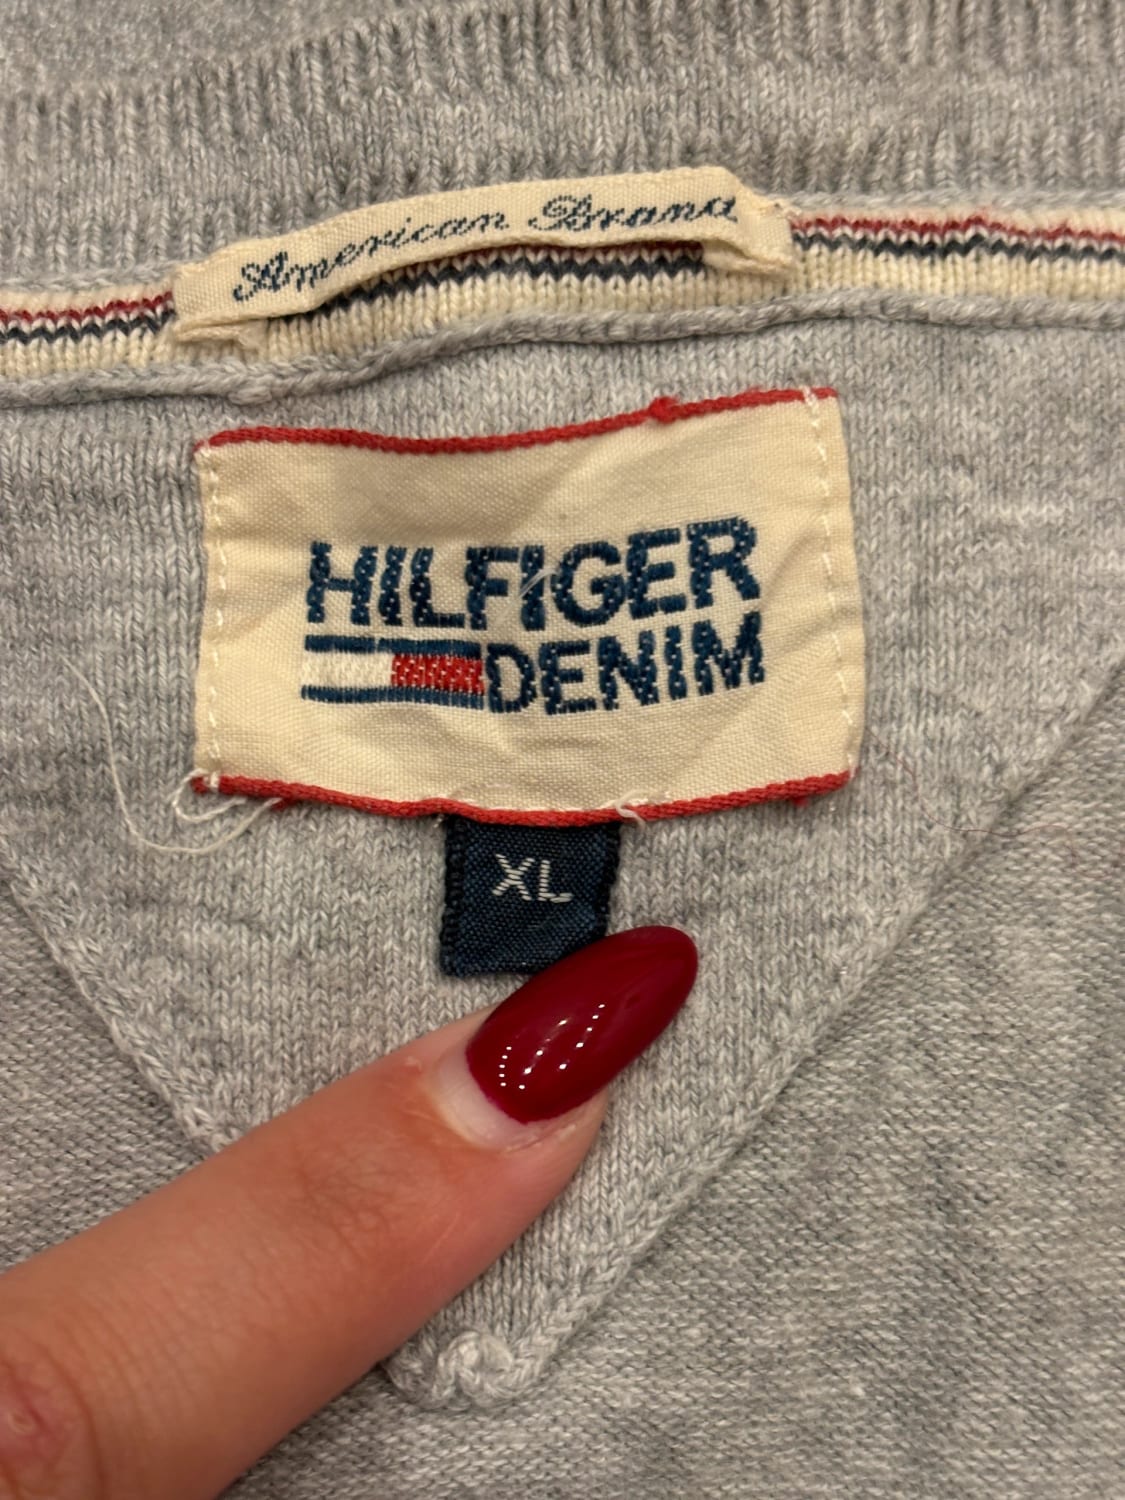 American Brand
HILFIGER
DENIM
XL